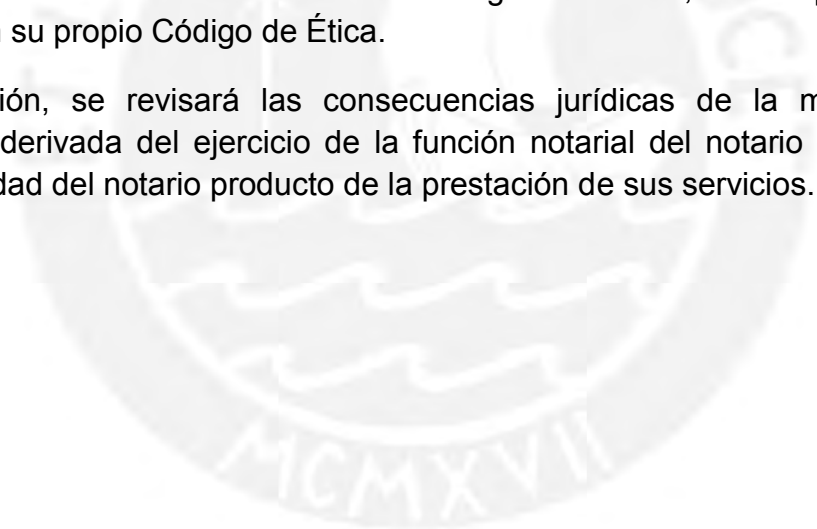 su propio Código de Ética.
ión, se revisará las consecuencias jurídicas de la m
derivada del ejercicio de la función notarial del notario
dad del notario producto de la prestación de sus servicios.
MCMXVII